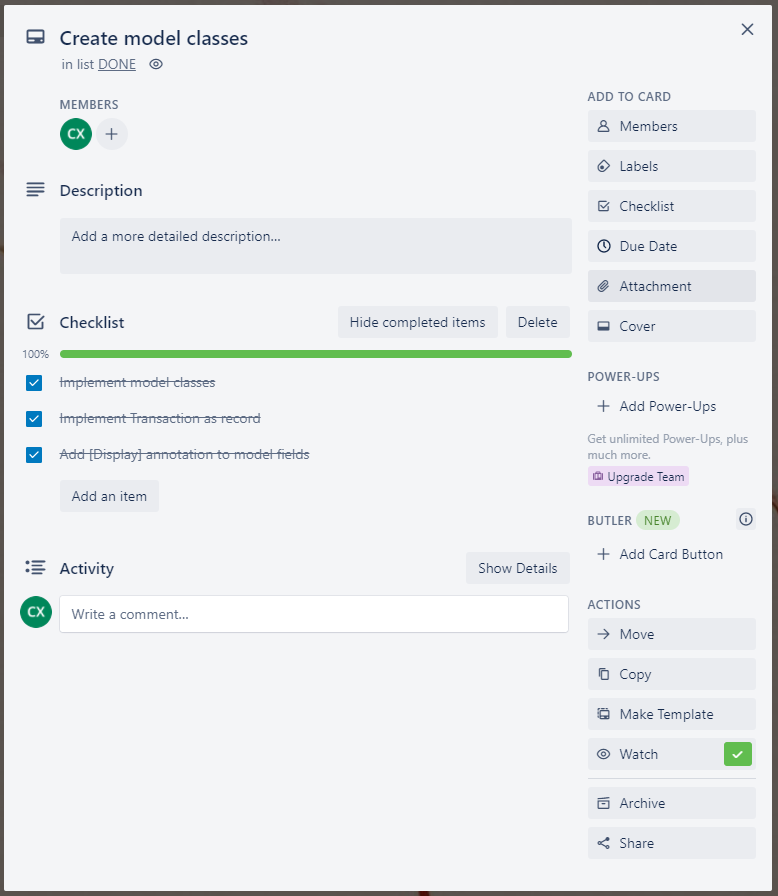 Create model classes
in list DONE
MEMBERS
CX
Description
Add a more detailed description...
Checklist
Hide completed items
Delete
100%
Implement model classes
Implement Transaction as record
Add [Display] annotation to model fields
Add an item
Activity
Show Details
CX
Write a comment...
ADD TO CARD
Members
Labels
Checklist
Due Date
Attachment
Cover
POWER-UPS
Add Power-Ups
Get unlimited Power-Ups, plus
much more.
Upgrade Team
BUTLER NEW
Add Card Button
ACTIONS
Move
Copy
Make Template
Watch
Archive
Share